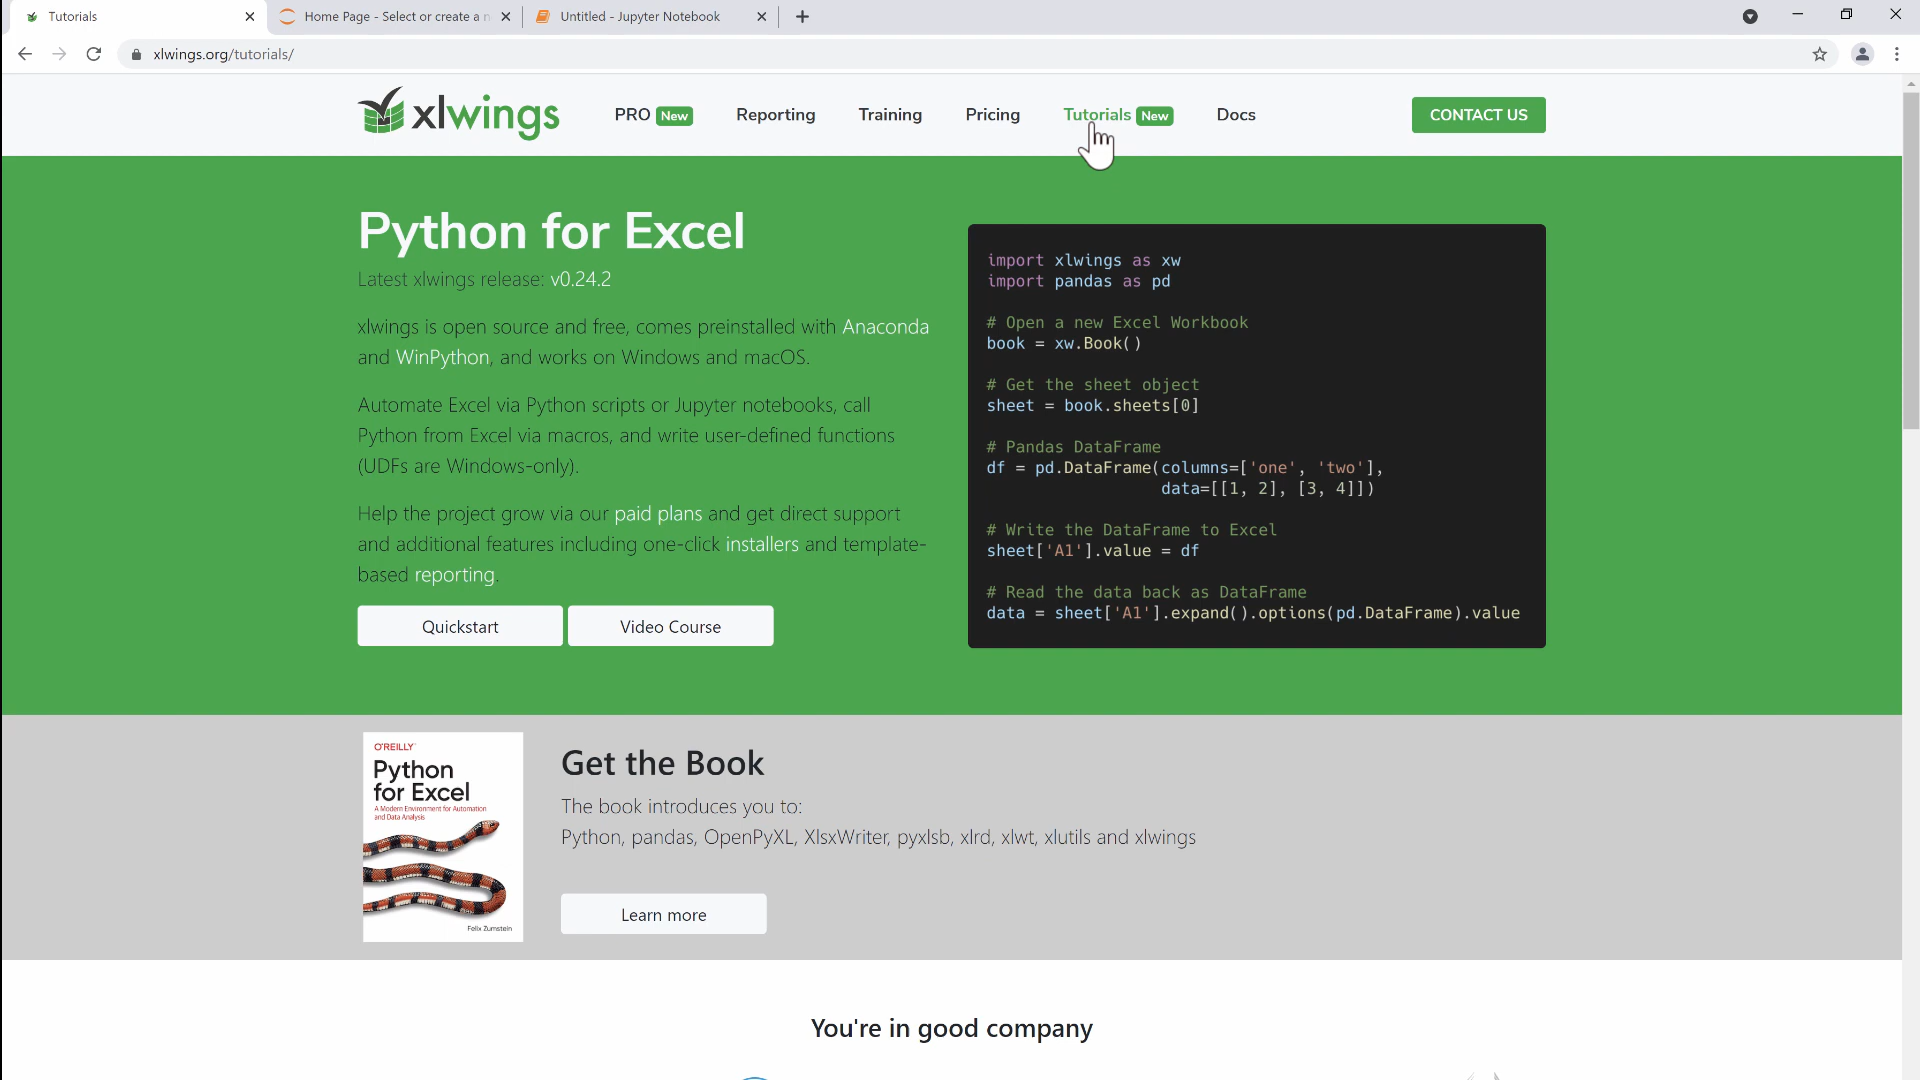 Tutorials
Home Page - Select or create a n
Untitled - Jupyter Notebook
xlwings.org/tutorials/
xlwings
PRO New
Reporting
Training
Pricing
Tutorials New
Docs
CONTACT US
Python for Excel
Latest xlwings release: v0.24.2
xlwings is open source and free, comes preinstalled with Anaconda
and WinPython, and works on Windows and macOS.
Automate Excel via Python scripts or Jupyter notebooks, call
Python from Excel via macros, and write user-defined functions
(UDFs are Windows-only).
Help the project grow via our paid plans and get direct support
and additional features including one-click installers and template-
based reporting.
Quickstart
Video Course
import xlwings as xw
import pandas as pd
# Open a new Excel Workbook
book = xw.Book()
# Get the sheet object
sheet = book.sheets[0]
# Pandas DataFrame
df = pd.DataFrame(columns=['one', 'two'],
data=[[1, 2], [3, 4]])
# Write the DataFrame to Excel
sheet['A1'].value = df
# Read the data back as DataFrame
data = sheet['A1'].expand().options(pd.DataFrame).value
O'REILLY
Python
for Excel
A Modern Environment for Automation
and Data Analysis
Felix Zumstein
Get the Book
The book introduces you to:
Python, pandas, OpenPyXL, XlsxWriter, pyxlsb, xlrd, xlwt, xlutils and xlwings
Learn more
You're in good company